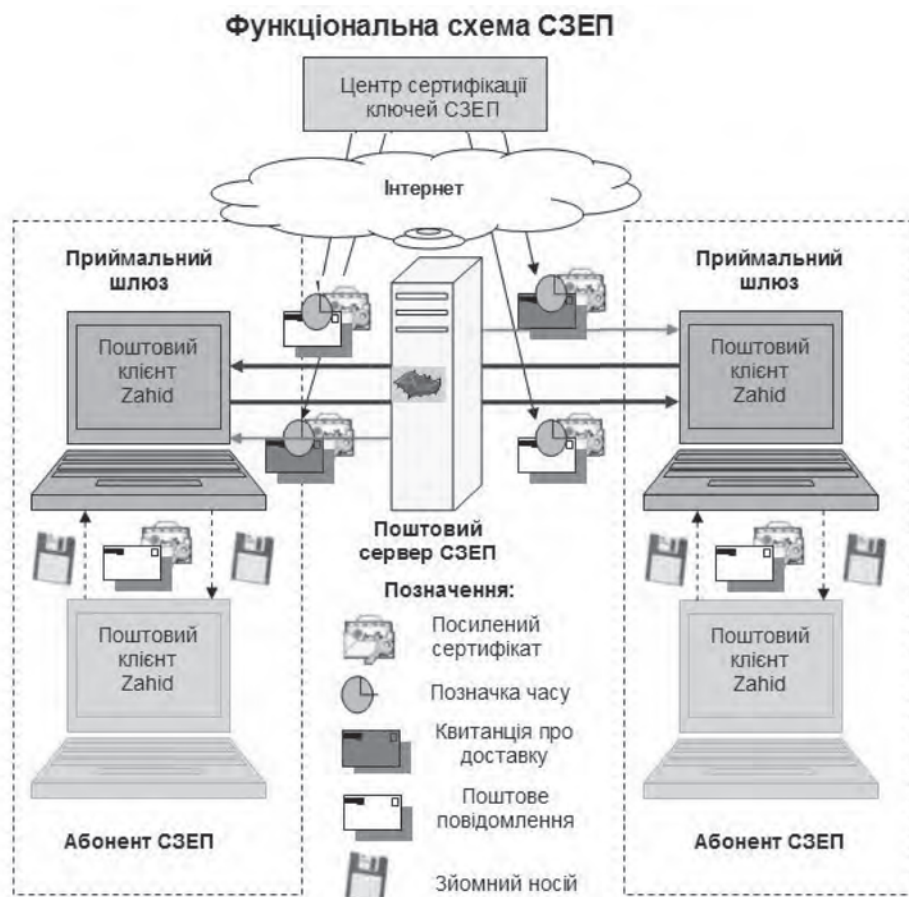 Функціональна схема СЗЕП
Центр сертифікації
ключей СЗЕП
Інтернет
Приймальний
шлюз
Приймальний
шлюз
Поштовий
клієнт
Zahid
Поштовий
клієнт
Zahid
Поштовий
сервер СЗЕП
Позначення:
Посилений
сертифікат
Позначка часу
Квитанція про
доставку
Поштове
повідомлення
Зйомний носій
Поштовий
клієнт
Zahid
Поштовий
клієнт
Zahid
Абонент СЗЕП
Абонент СЗЕП